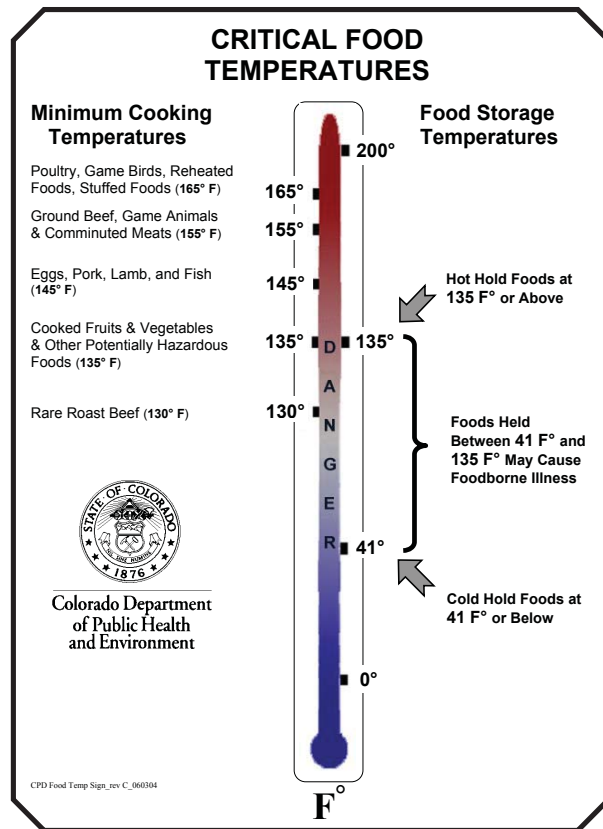 CRITICAL FOOD
TEMPERATURES
Minimum Cooking
Temperatures
Poultry, Game Birds, Reheated
Foods, Stuffed Foods (165° F)
Ground Beef, Game Animals
& Comminuted Meats (155° F)
Eggs, Pork, Lamb, and Fish
(145° F)
Cooked Fruits & Vegetables
& Other Potentially Hazardous
Foods (135° F)
Rare Roast Beef (130° F)
STATE OF COLORADO
NIL SINE NUMINE
1876
Colorado Department
of Public Health
and Environment
200°
165°
155°
145°
135°
135°
130°
41°
0°
DANGER
F°
Food Storage
Temperatures
Hot Hold Foods at
135 F° or Above
Foods Held
Between 41 F° and
135 F° May Cause
Foodborne Illness
Cold Hold Foods at
41 F° or Below
CPD Food Temp Sign_rev C_060304